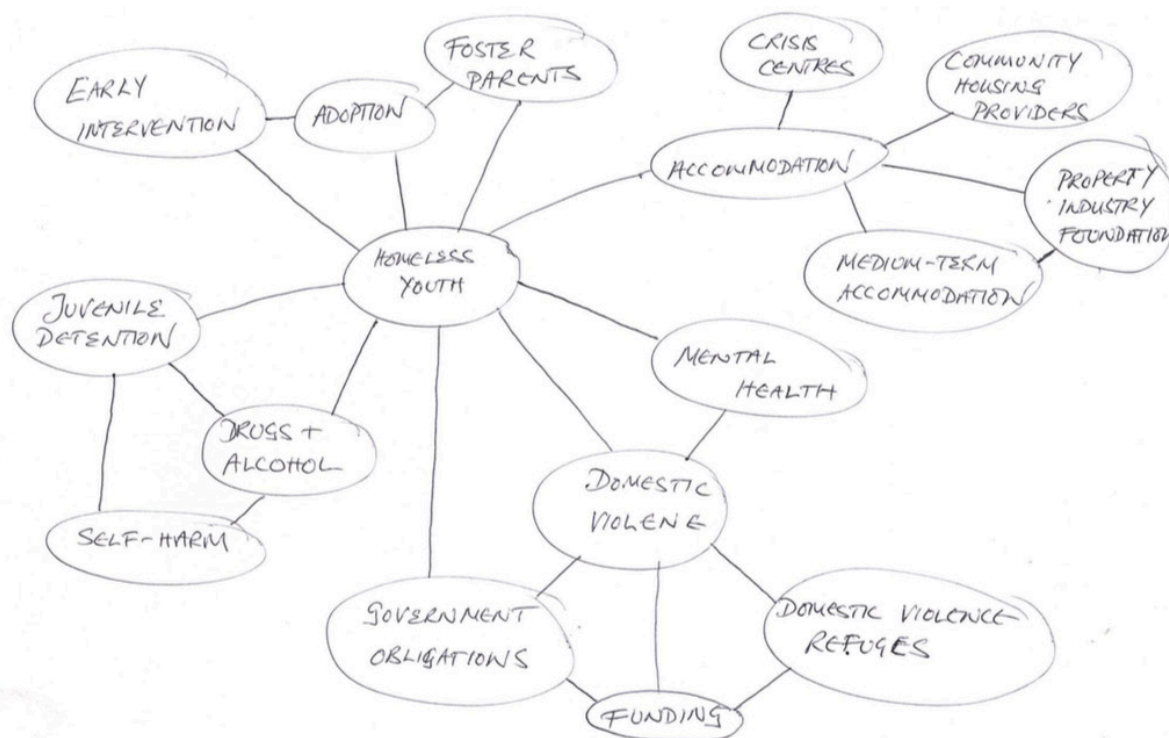 FOSTER
PARENTS
CRISIS
CENTRES
COMMUNITY
HOUSING
PROVIDERS
EARLY
INTERVENTION
ADOPTION
ACCOMMODATION
PROPERTY
INDUSTRY
FOUNDATION
HOMELESS
YOUTH
MEDIUM-TERM
ACCOMMODATION
JUVENILE
DETENTION
MENTAL
HEALTH
DRUGS +
ALCOHOL
DOMESTIC
VIOLENE
SELF-HARM
GOVERNMENT
OBLIGATIONS
DOMESTIC VIOLENCE
REFUGES
FUNDING